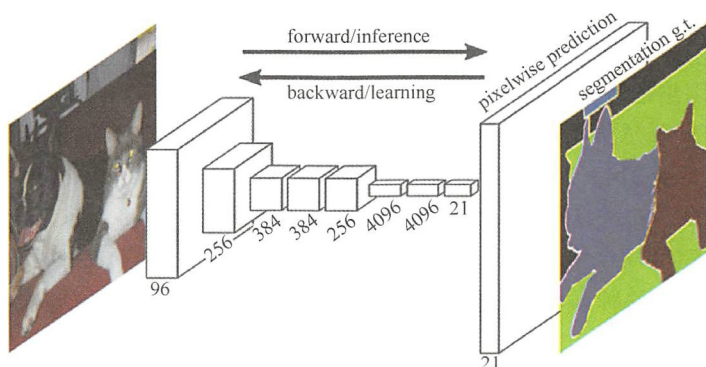 forward/inference
backward/learning
pixelwise prediction
segmentation g.t.
96
256
384
384
256
4096
4096
21
21